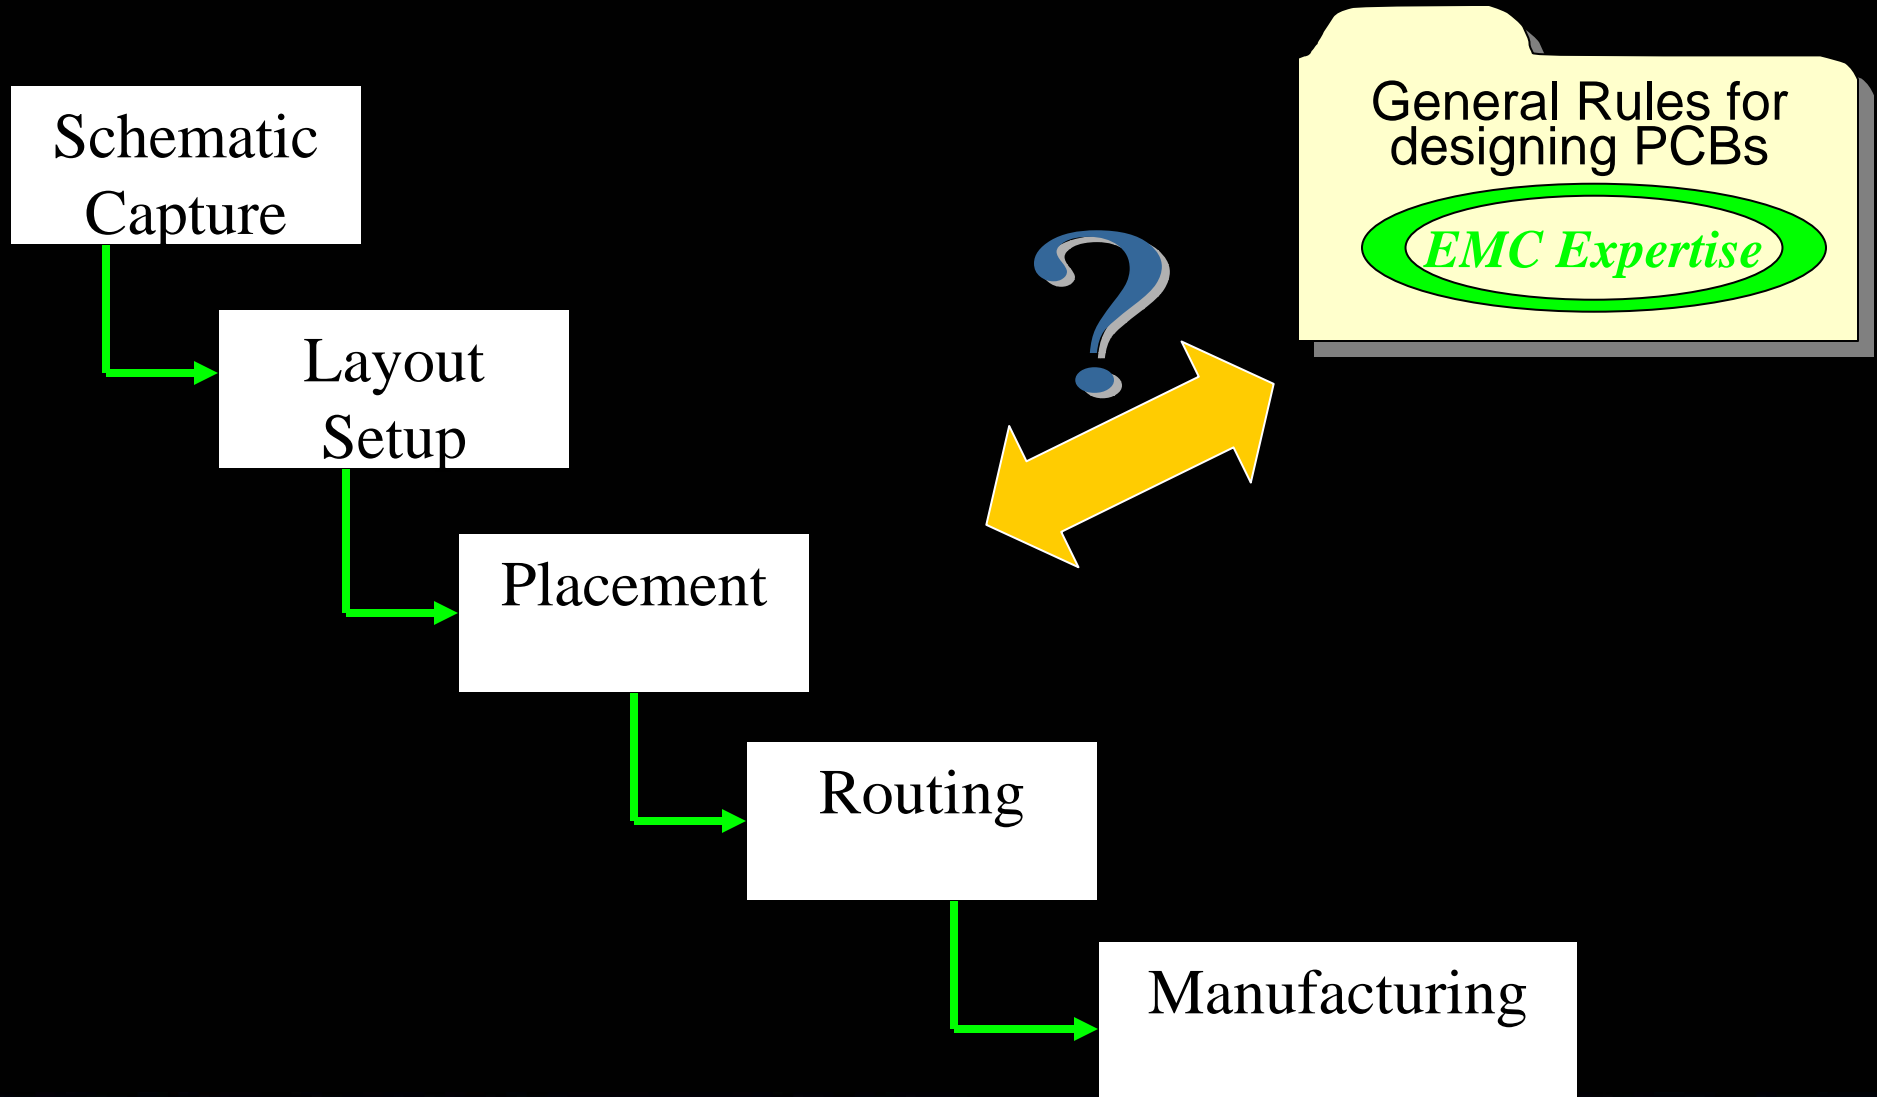 General Rules for
designing PCBs
EMC Expertise
Schematic
Capture
?
Layout
Setup
Placement
Routing
Manufacturing